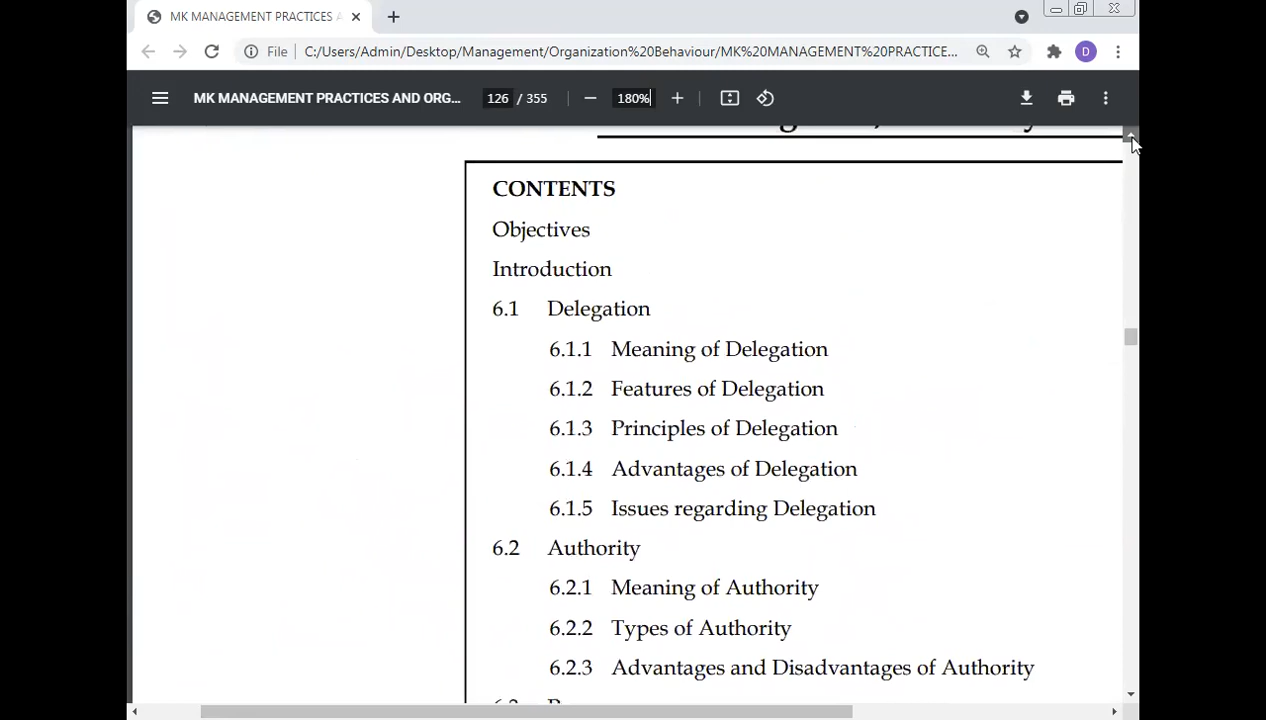 MK MANAGEMENT PRACTICES A
File C:/Users/Admin/Desktop/Management/Organization%20Behaviour/MK%20MANAGEMENT%20PRACTICE...
D
MK MANAGEMENT PRACTICES AND ORG... 126 / 355 180%
CONTENTS
Objectives
Introduction
6.1 Delegation
6.1.1 Meaning of Delegation
6.1.2 Features of Delegation
6.1.3 Principles of Delegation
6.1.4 Advantages of Delegation
6.1.5 Issues regarding Delegation
6.2 Authority
6.2.1 Meaning of Authority
6.2.2 Types of Authority
6.2.3 Advantages and Disadvantages of Authority